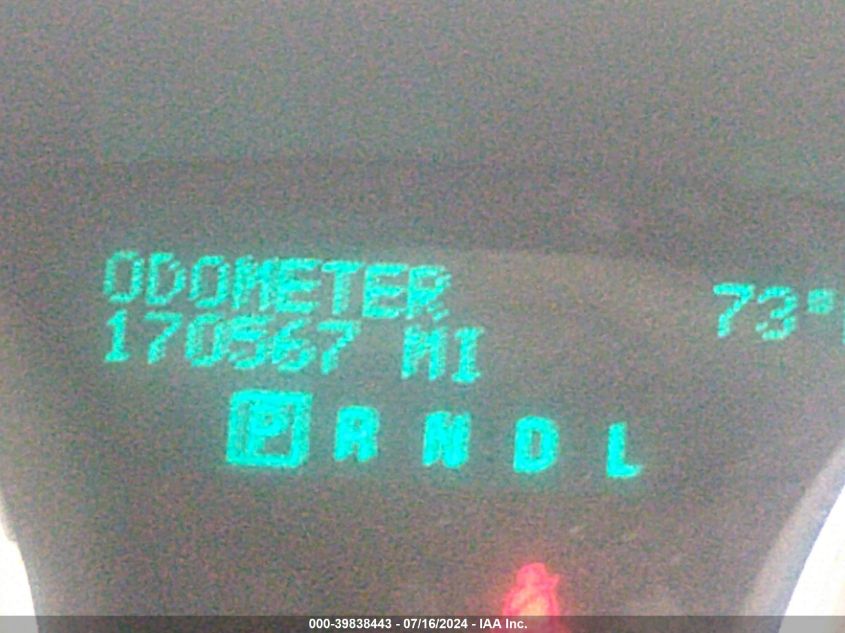 ODOMETER
170567 MI
73°
P R N D L
000-39838443 - 07/16/2024 - IAA Inc.